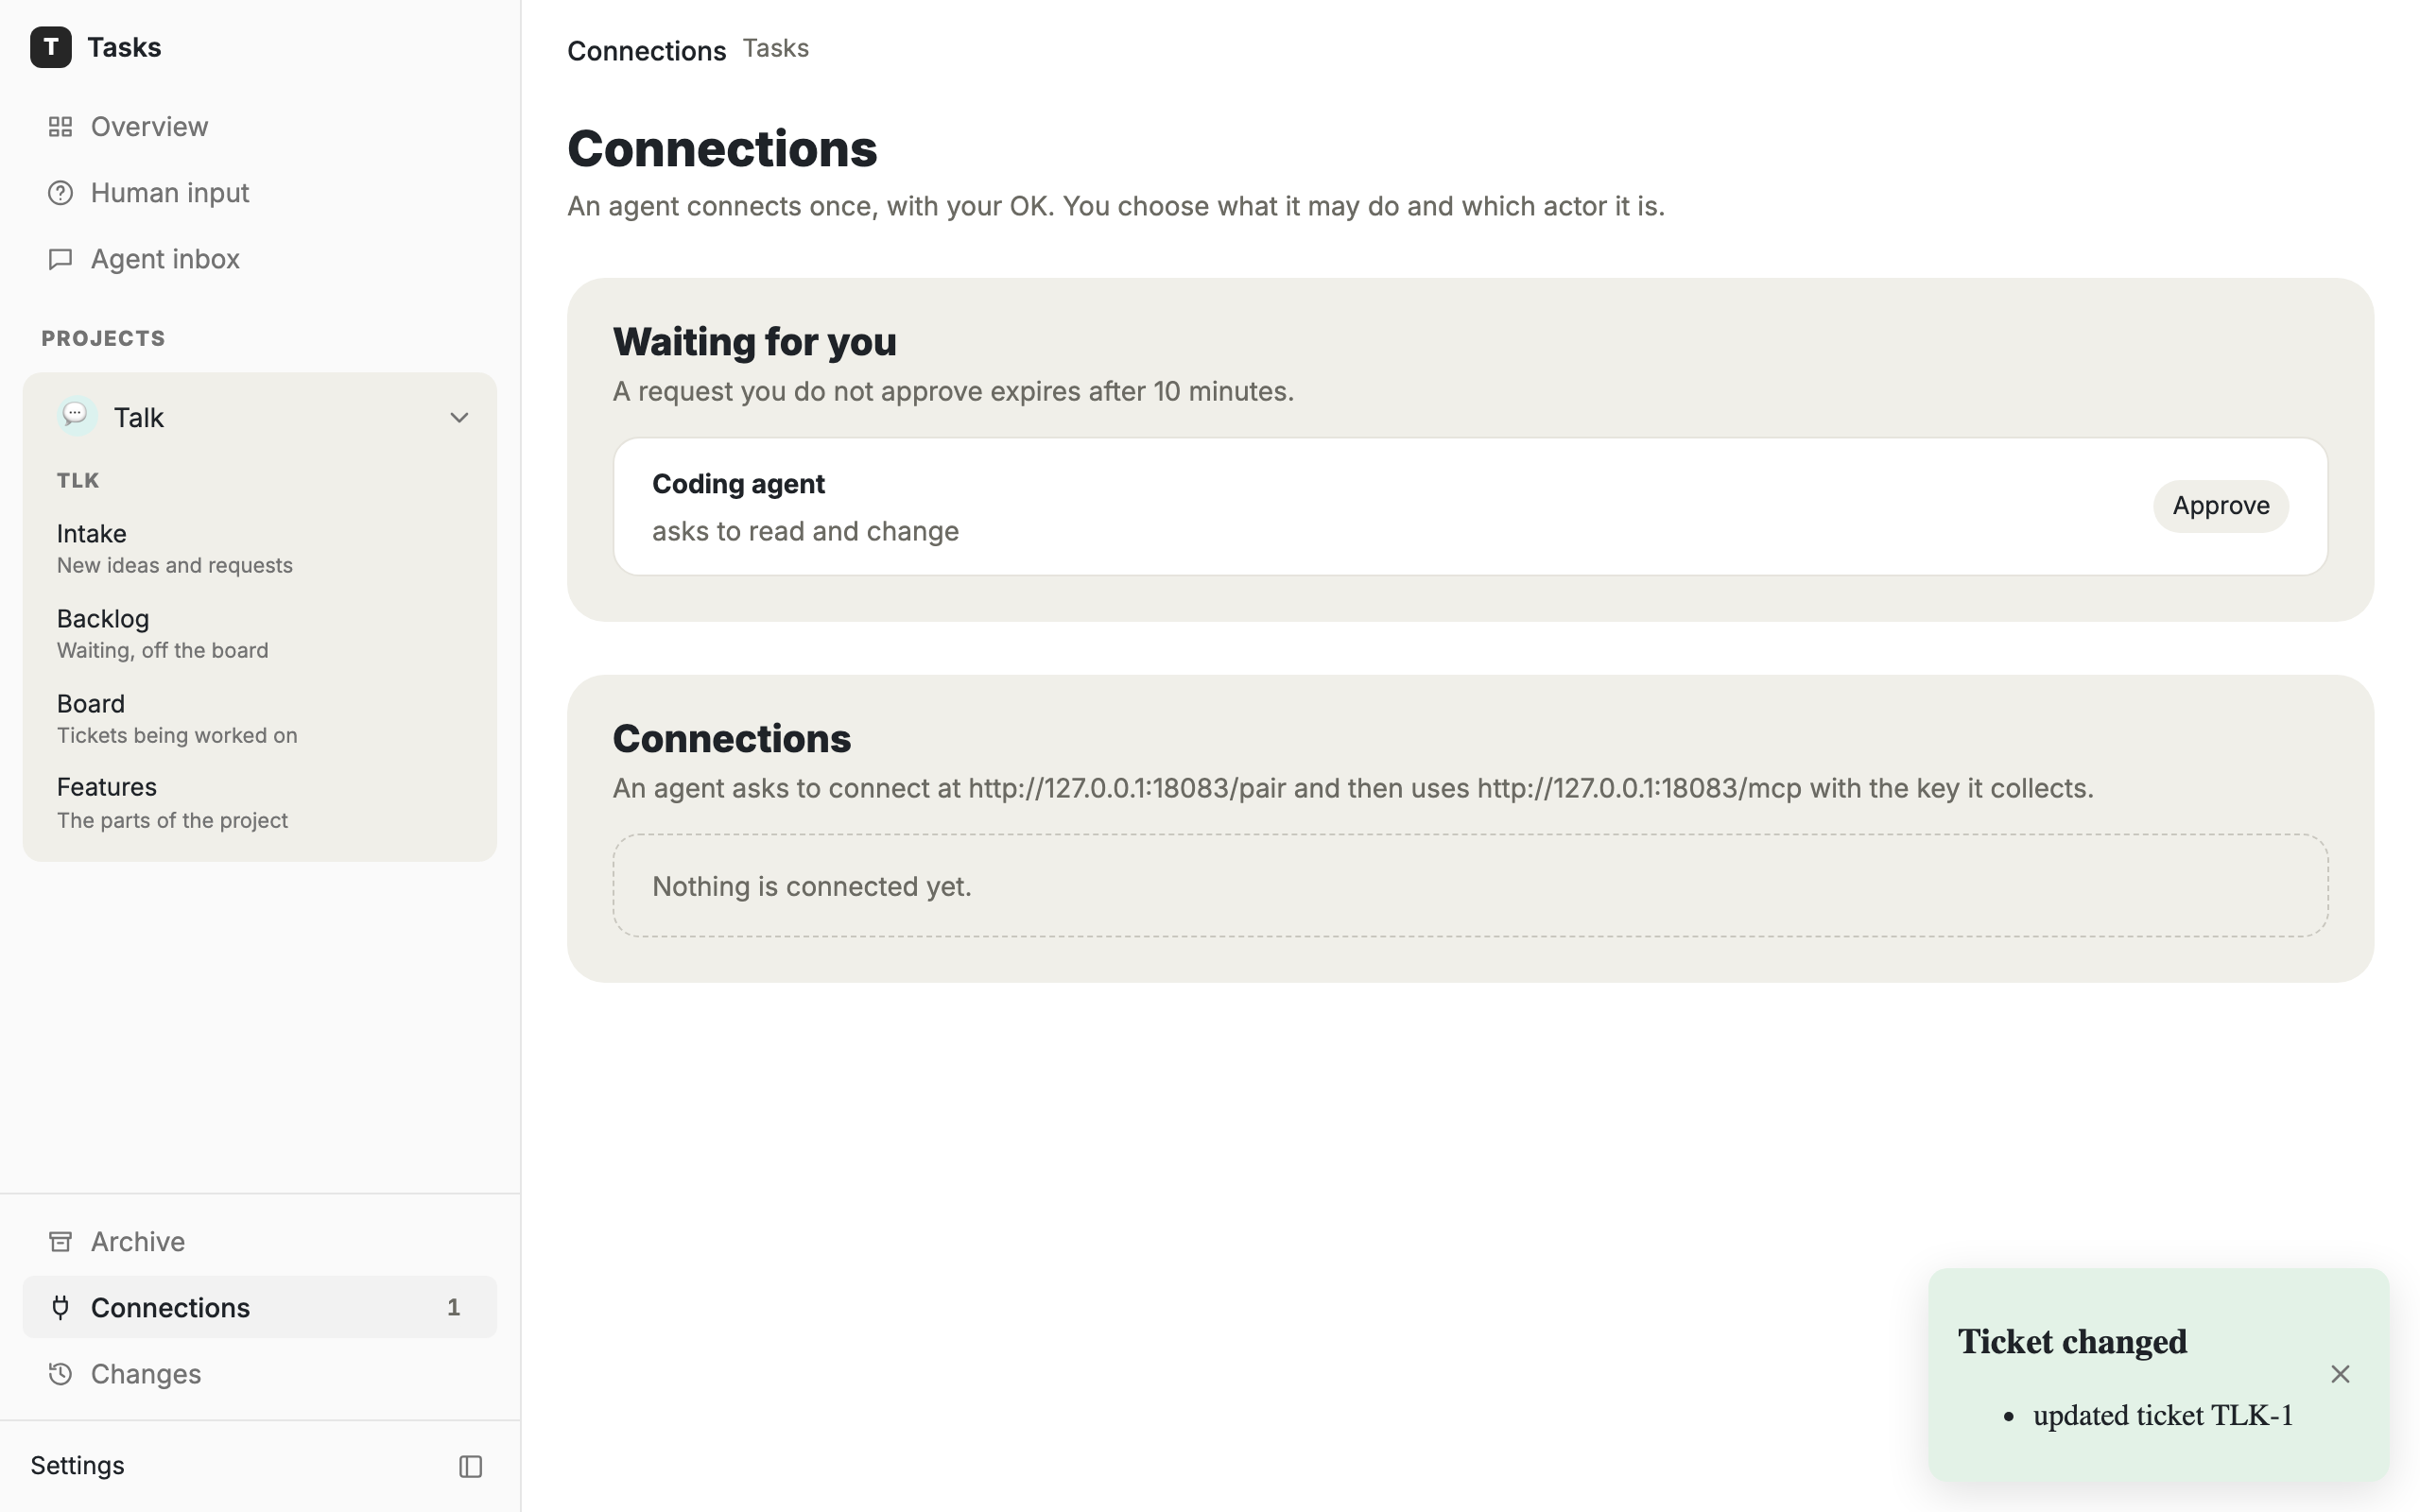 T Tasks
Overview
Human input
Agent inbox
PROJECTS
Talk
TLK
Intake
New ideas and requests
Backlog
Waiting, off the board
Board
Tickets being worked on
Features
The parts of the project
Archive
Connections 1
Changes
Settings
Connections Tasks
Connections
An agent connects once, with your OK. You choose what it may do and which actor it is.
Waiting for you
A request you do not approve expires after 10 minutes.
Coding agent
asks to read and change
Approve
Connections
An agent asks to connect at http://127.0.0.1:18083/pair and then uses http://127.0.0.1:18083/mcp with the key it collects.
Nothing is connected yet.
Ticket changed
• updated ticket TLK-1